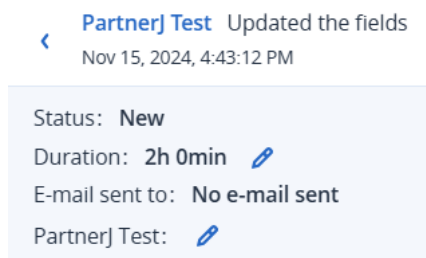 PartnerJ Test Updated the fields
Nov 15, 2024, 4:43:12 PM
Status: New
Duration: 2h 0min
E-mail sent to: No e-mail sent
PartnerJ Test: